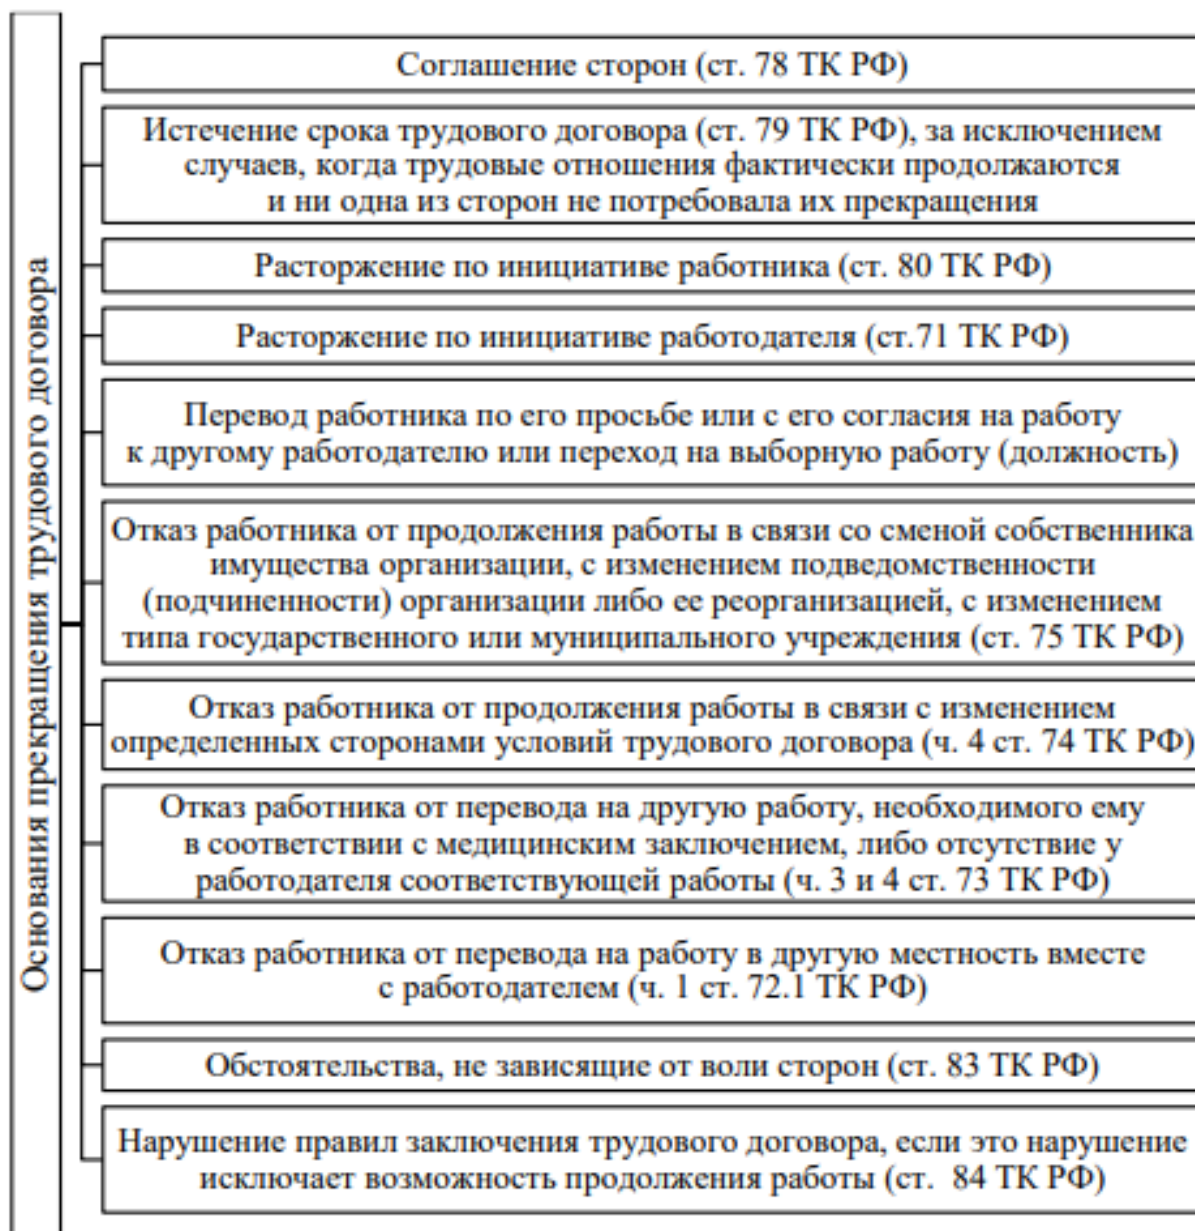 Основания прекращения трудового договора
Соглашение сторон (ст. 78 ТК РФ)
Истечение срока трудового договора (ст. 79 ТК РФ), за исключением
случаев, когда трудовые отношения фактически продолжаются
и ни одна из сторон не потребовала их прекращения
Расторжение по инициативе работника (ст. 80 ТК РФ)
Расторжение по инициативе работодателя (ст.71 ТК РФ)
Перевод работника по его просьбе или с его согласия на работу
к другому работодателю или переход на выборную работу (должность)
Отказ работника от продолжения работы в связи со сменой собственника
имущества организации, с изменением подведомственности
(подчиненности) организации либо ее реорганизацией, с изменением
типа государственного или муниципального учреждения (ст. 75 ТК РФ)
Отказ работника от продолжения работы в связи с изменением
определенных сторонами условий трудового договора (ч. 4 ст. 74 ТК РФ)
Отказ работника от перевода на другую работу, необходимого ему
в соответствии с медицинским заключением, либо отсутствие у
работодателя соответствующей работы (ч. 3 и 4 ст. 73 ТК РФ)
Отказ работника от перевода на работу в другую местность вместе
с работодателем (ч. 1 ст. 72.1 ТК РФ)
Обстоятельства, не зависящие от воли сторон (ст. 83 ТК РФ)
Нарушение правил заключения трудового договора, если это нарушение
исключает возможность продолжения работы (ст. 84 ТК РФ)